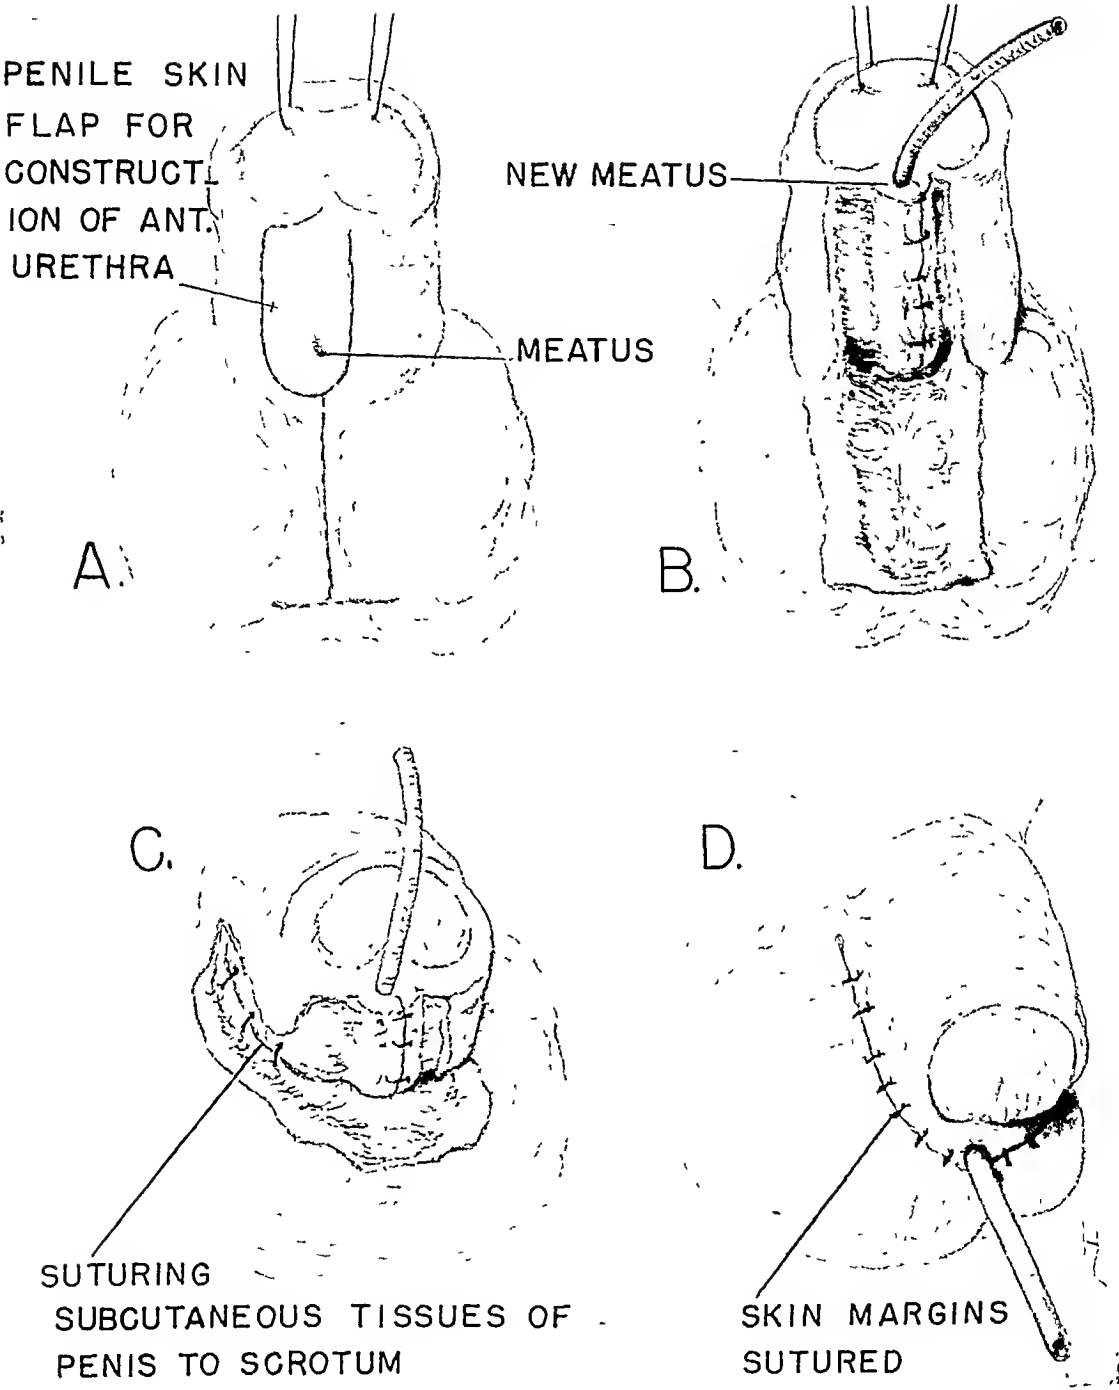 PENILE SKIN
FLAP FOR
CONSTRUCT-
ION OF ANT.
URETHRA
MEATUS
A.
NEW MEATUS
B.
C.
SUTURING
SUBCUTANEOUS TISSUES OF
PENIS TO SCROTUM
D.
SKIN MARGINS
SUTURED